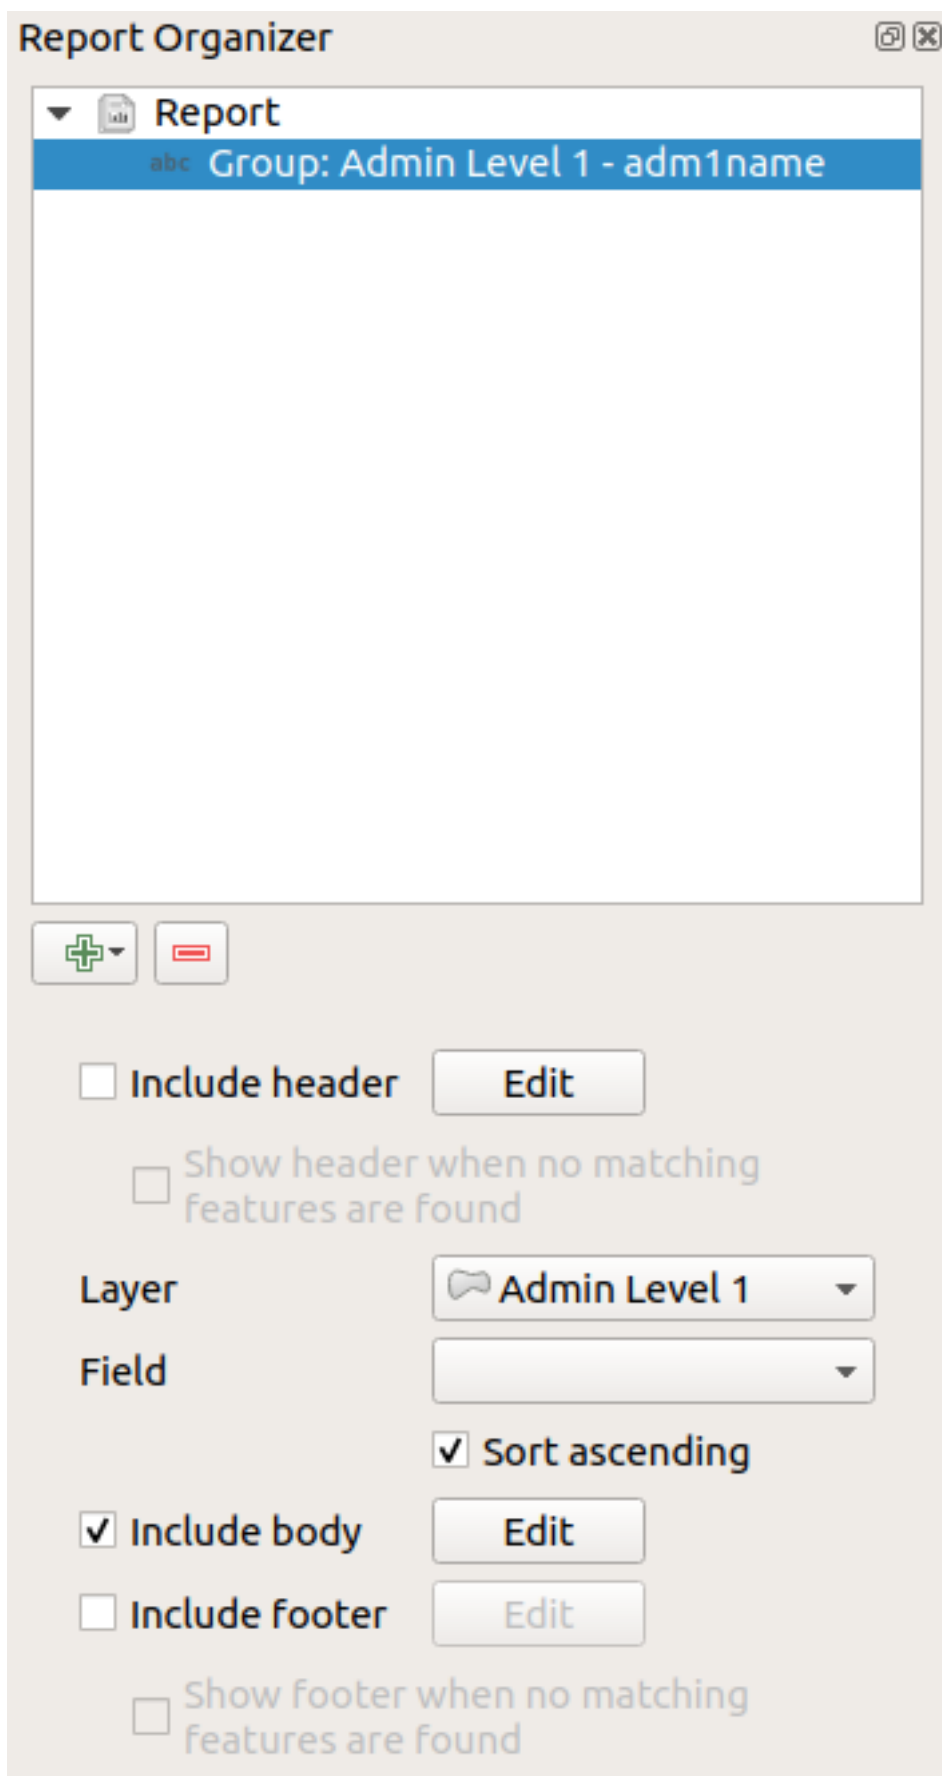 Report Organizer
Report
abc Group: Admin Level 1 - adm1name
Include header Edit
Show header when no matching
features are found
Layer Admin Level 1
Field
Sort ascending
Include body Edit
Include footer Edit
Show footer when no matching
features are found